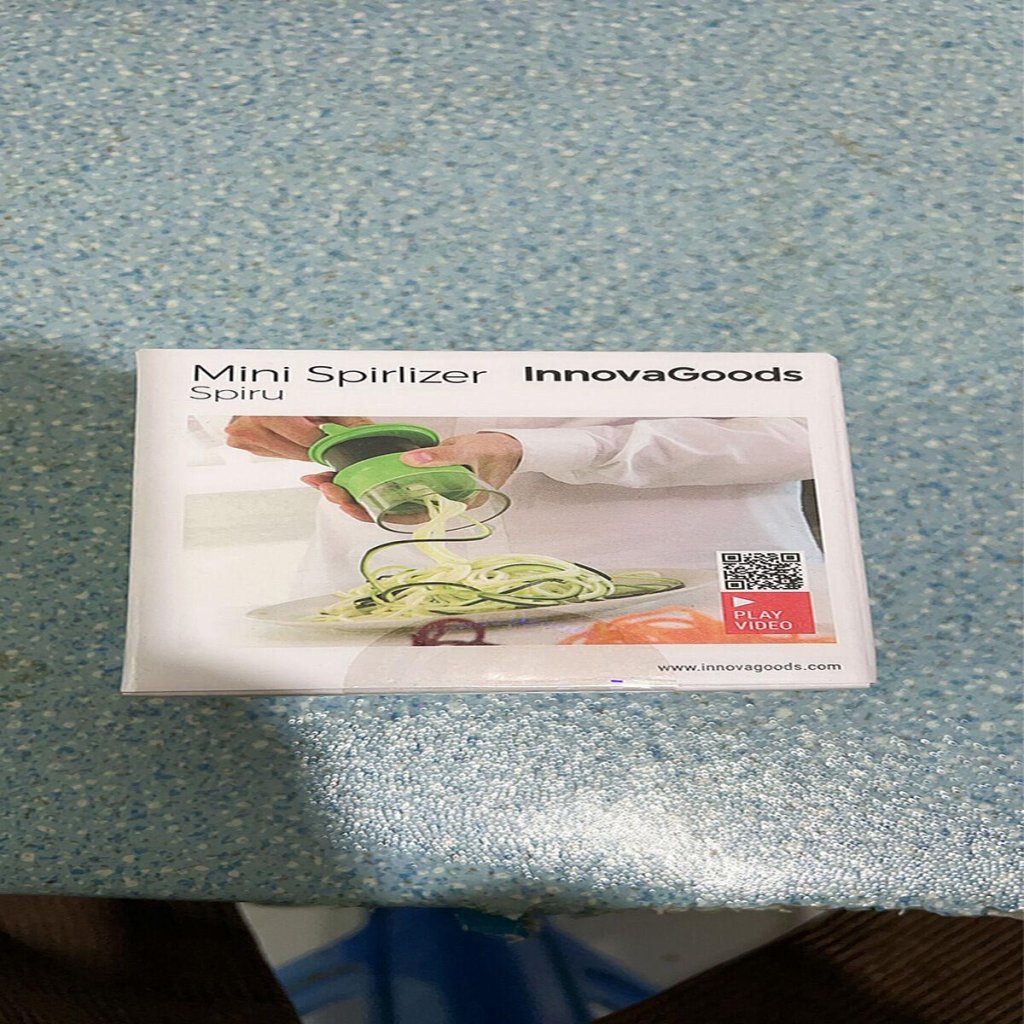 Mini Spirlizer InnovaGoods
Spiru
PLAY
VIDEO
www.innovagoods.com